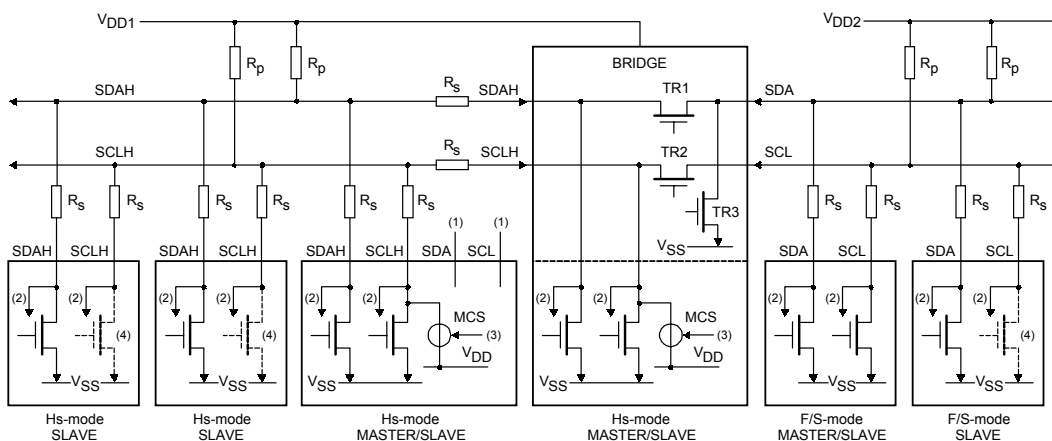 VDD1
VDD2
BRIDGE
Rp Rp Rp Rp
SDAH Rs SDAH TR1 SDA
SCLH Rs SCLH TR2 SCL
Rs Rs Rs Rs Rs Rs TR3 Rs Rs Rs Rs
(1) (1)
VSS
SDAH SCLH SDAH SCLH SDAH SCLH SDA SCL SDA SCL SDA SCL
(2) (2) (2) (2) (2) (2) MCS (2) (2) MCS (2) (2) (2) (2)
(4) (4) (3) (3) (4)
VDD VDD
VSS VSS VSS VSS VSS VSS
Hs-mode
SLAVE
Hs-mode
SLAVE
Hs-mode
MASTER/SLAVE
Hs-mode
MASTER/SLAVE
F/S-mode
MASTER/SLAVE
F/S-mode
SLAVE